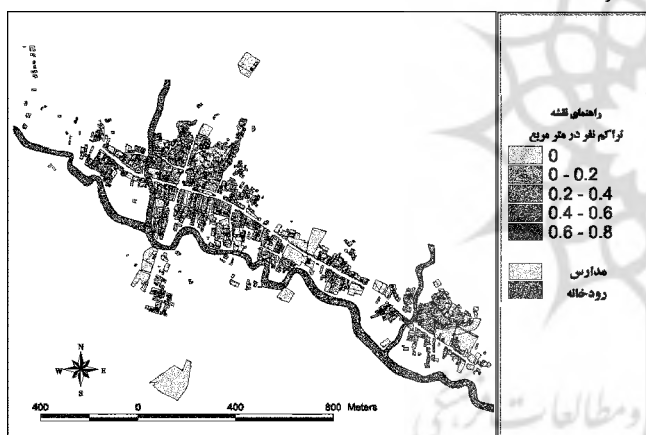 راهنمای نقشه
تراکم نفر در متر مربع
0
0 - 0.2
0.2 - 0.4
0.4 - 0.6
0.6 - 0.8
مدارس
رودخانه
N
W E
S
400 0 400 800 Meters
ومطالعات